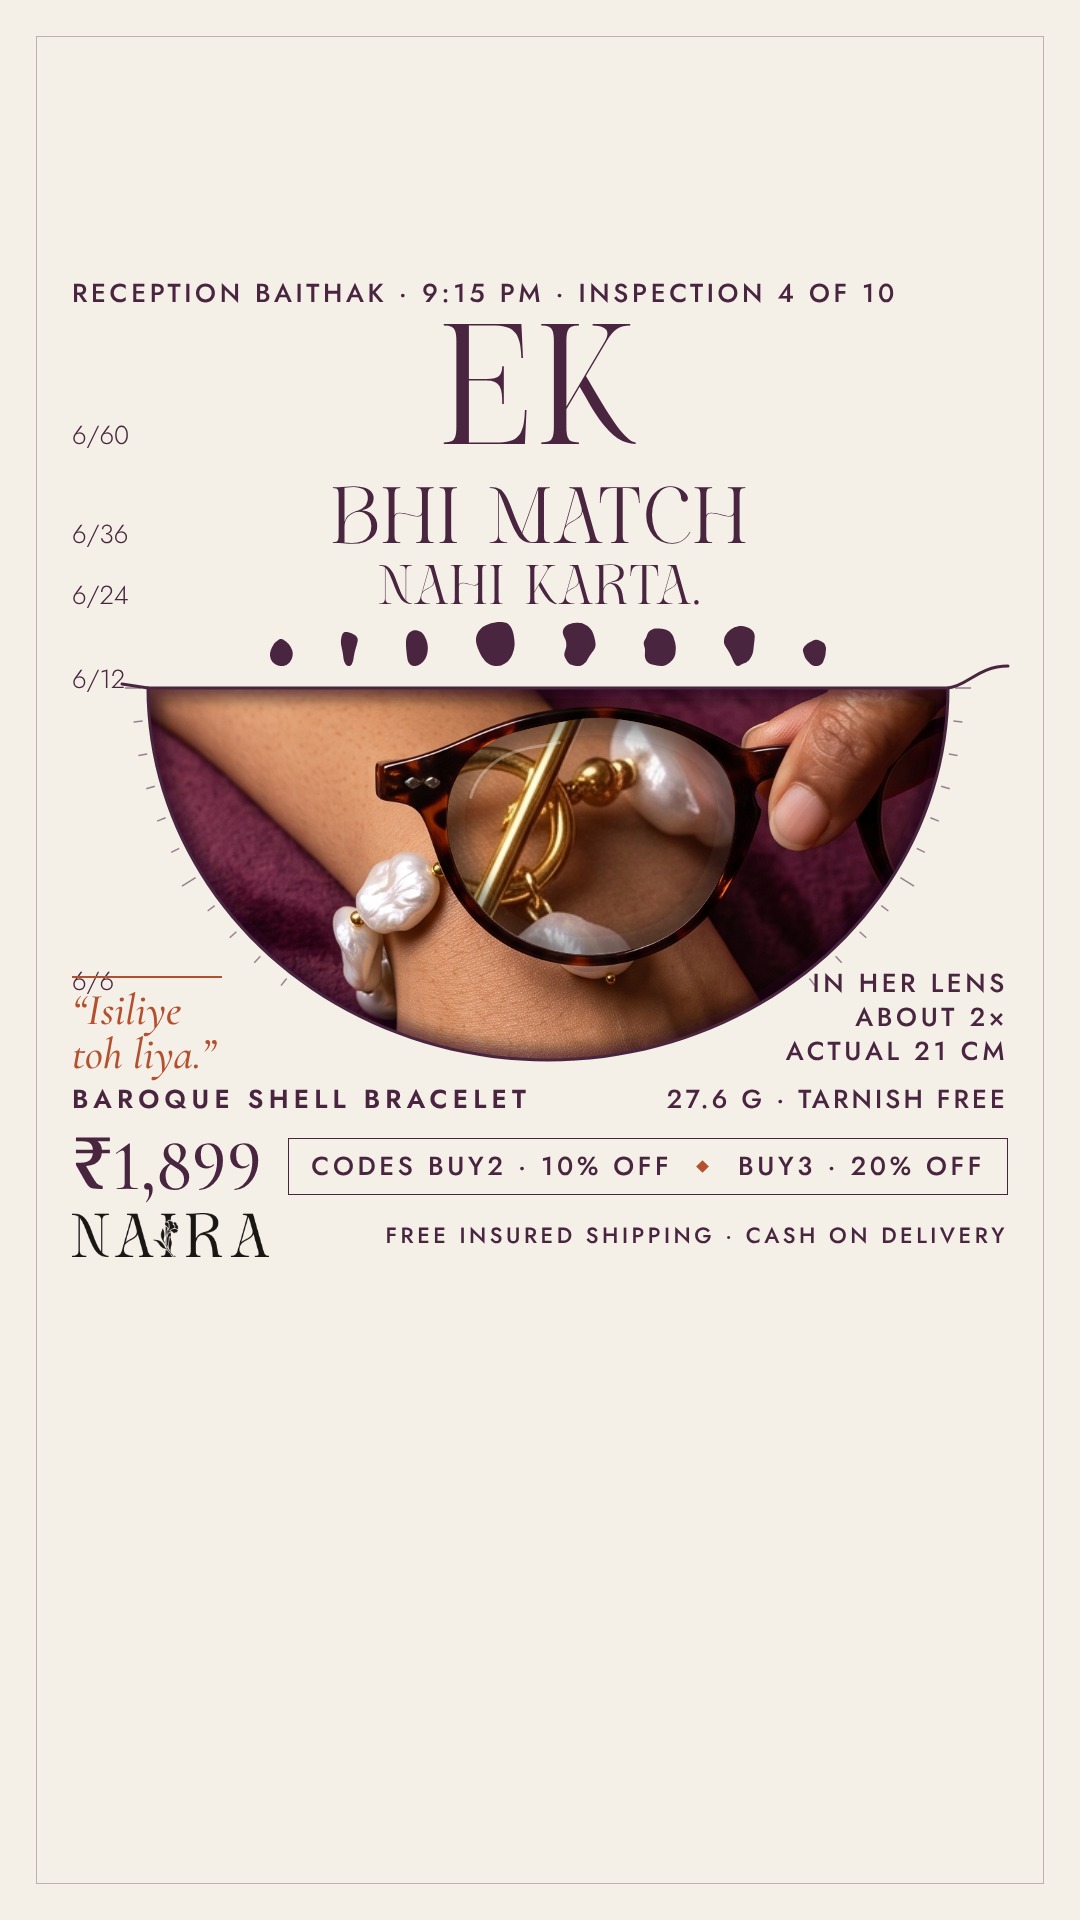 RECEPTION BAITHAK · 9:15 PM · INSPECTION 4 OF 10
EK
6/60
BHI MATCH
6/36
NAHI KARTA.
6/24
6/12
6/6
“Isiliye
toh liya.”
IN HER LENS
ABOUT 2×
ACTUAL 21 CM
BAROQUE SHELL BRACELET
27.6 G · TARNISH FREE
₹1,899
CODES BUY2 · 10% OFF ◆ BUY3 · 20% OFF
NAIRA
FREE INSURED SHIPPING · CASH ON DELIVERY